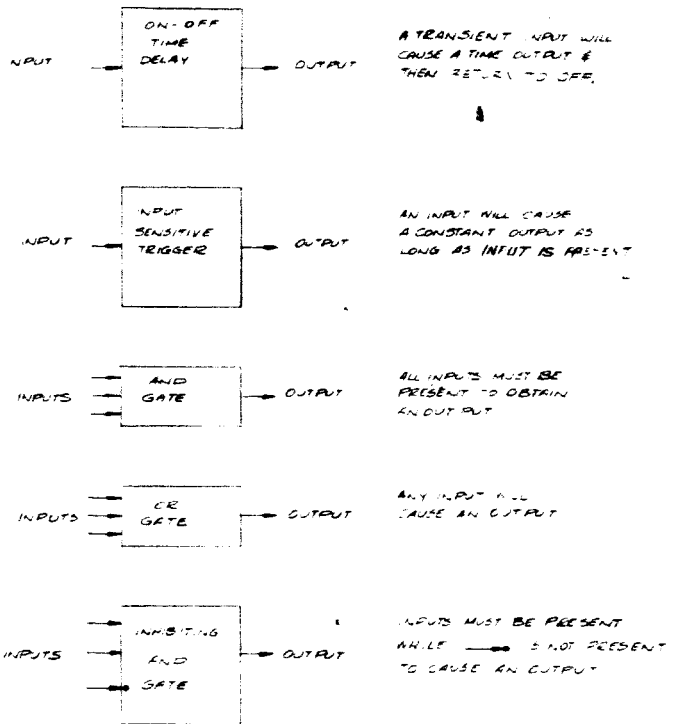 ON-OFF
TIME
DELAY
NPUT
OUTPUT
A TRANSIENT INPUT WILL
CAUSE A TIME OUTPUT &
THEN RETURN TO OFF.
INPUT
SENSITIVE
TRIGGER
INPUT
OUTPUT
AN INPUT WILL CAUSE
A CONSTANT OUTPUT AS
LONG AS INPUT IS PRESENT
AND
GATE
INPUTS
OUTPUT
ALL INPUTS MUST BE
PRESENT TO OBTAIN
AN OUTPUT
OR
GATE
INPUTS
OUTPUT
ANY INPUT WILL
CAUSE AN OUTPUT
INHIBITING
AND
GATE
INPUTS
OUTPUT
INPUTS MUST BE PRESENT
WHILE IS NOT PRESENT
TO CAUSE AN OUTPUT